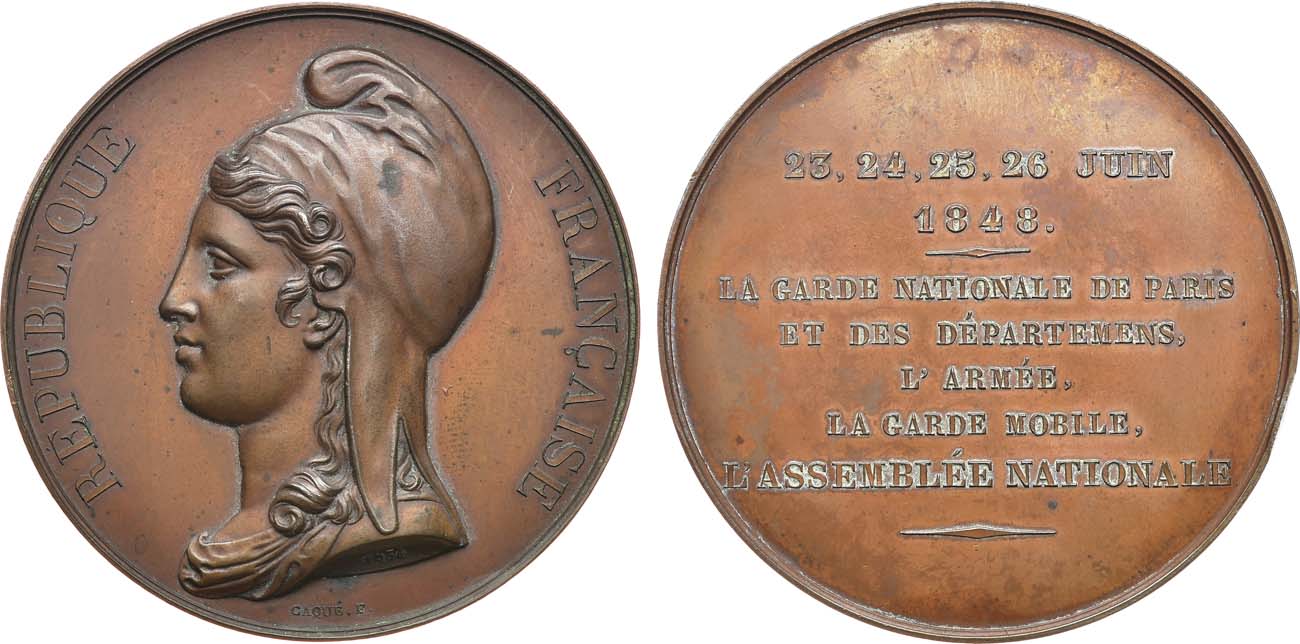 RÉPUBLIQUE FRANÇAISE
CAQUÉ. F.
23, 24, 25, 26 JUIN
1848.
LA GARDE NATIONALE DE PARIS
ET DES DÉPARTEMENS,
L' ARMÉE,
LA GARDE MOBILE,
L'ASSEMBLÉE NATIONALE